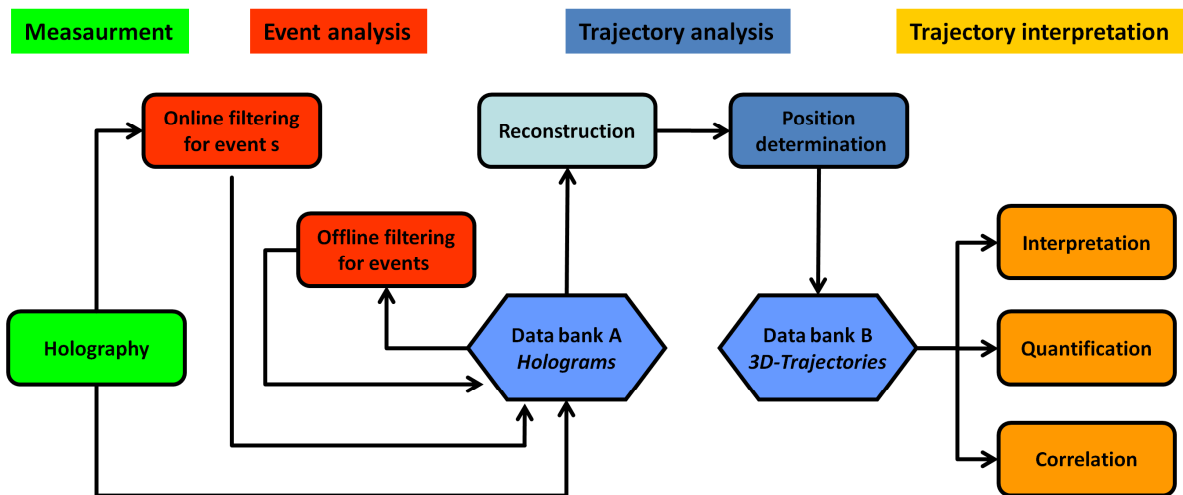 Measaurment
Event analysis
Trajectory analysis
Trajectory interpretation
Online filtering
for event s
Reconstruction
Position
determination
Offline filtering
for events
Interpretation
Holography
Data bank A
Holograms
Data bank B
3D-Trajectories
Quantification
Correlation